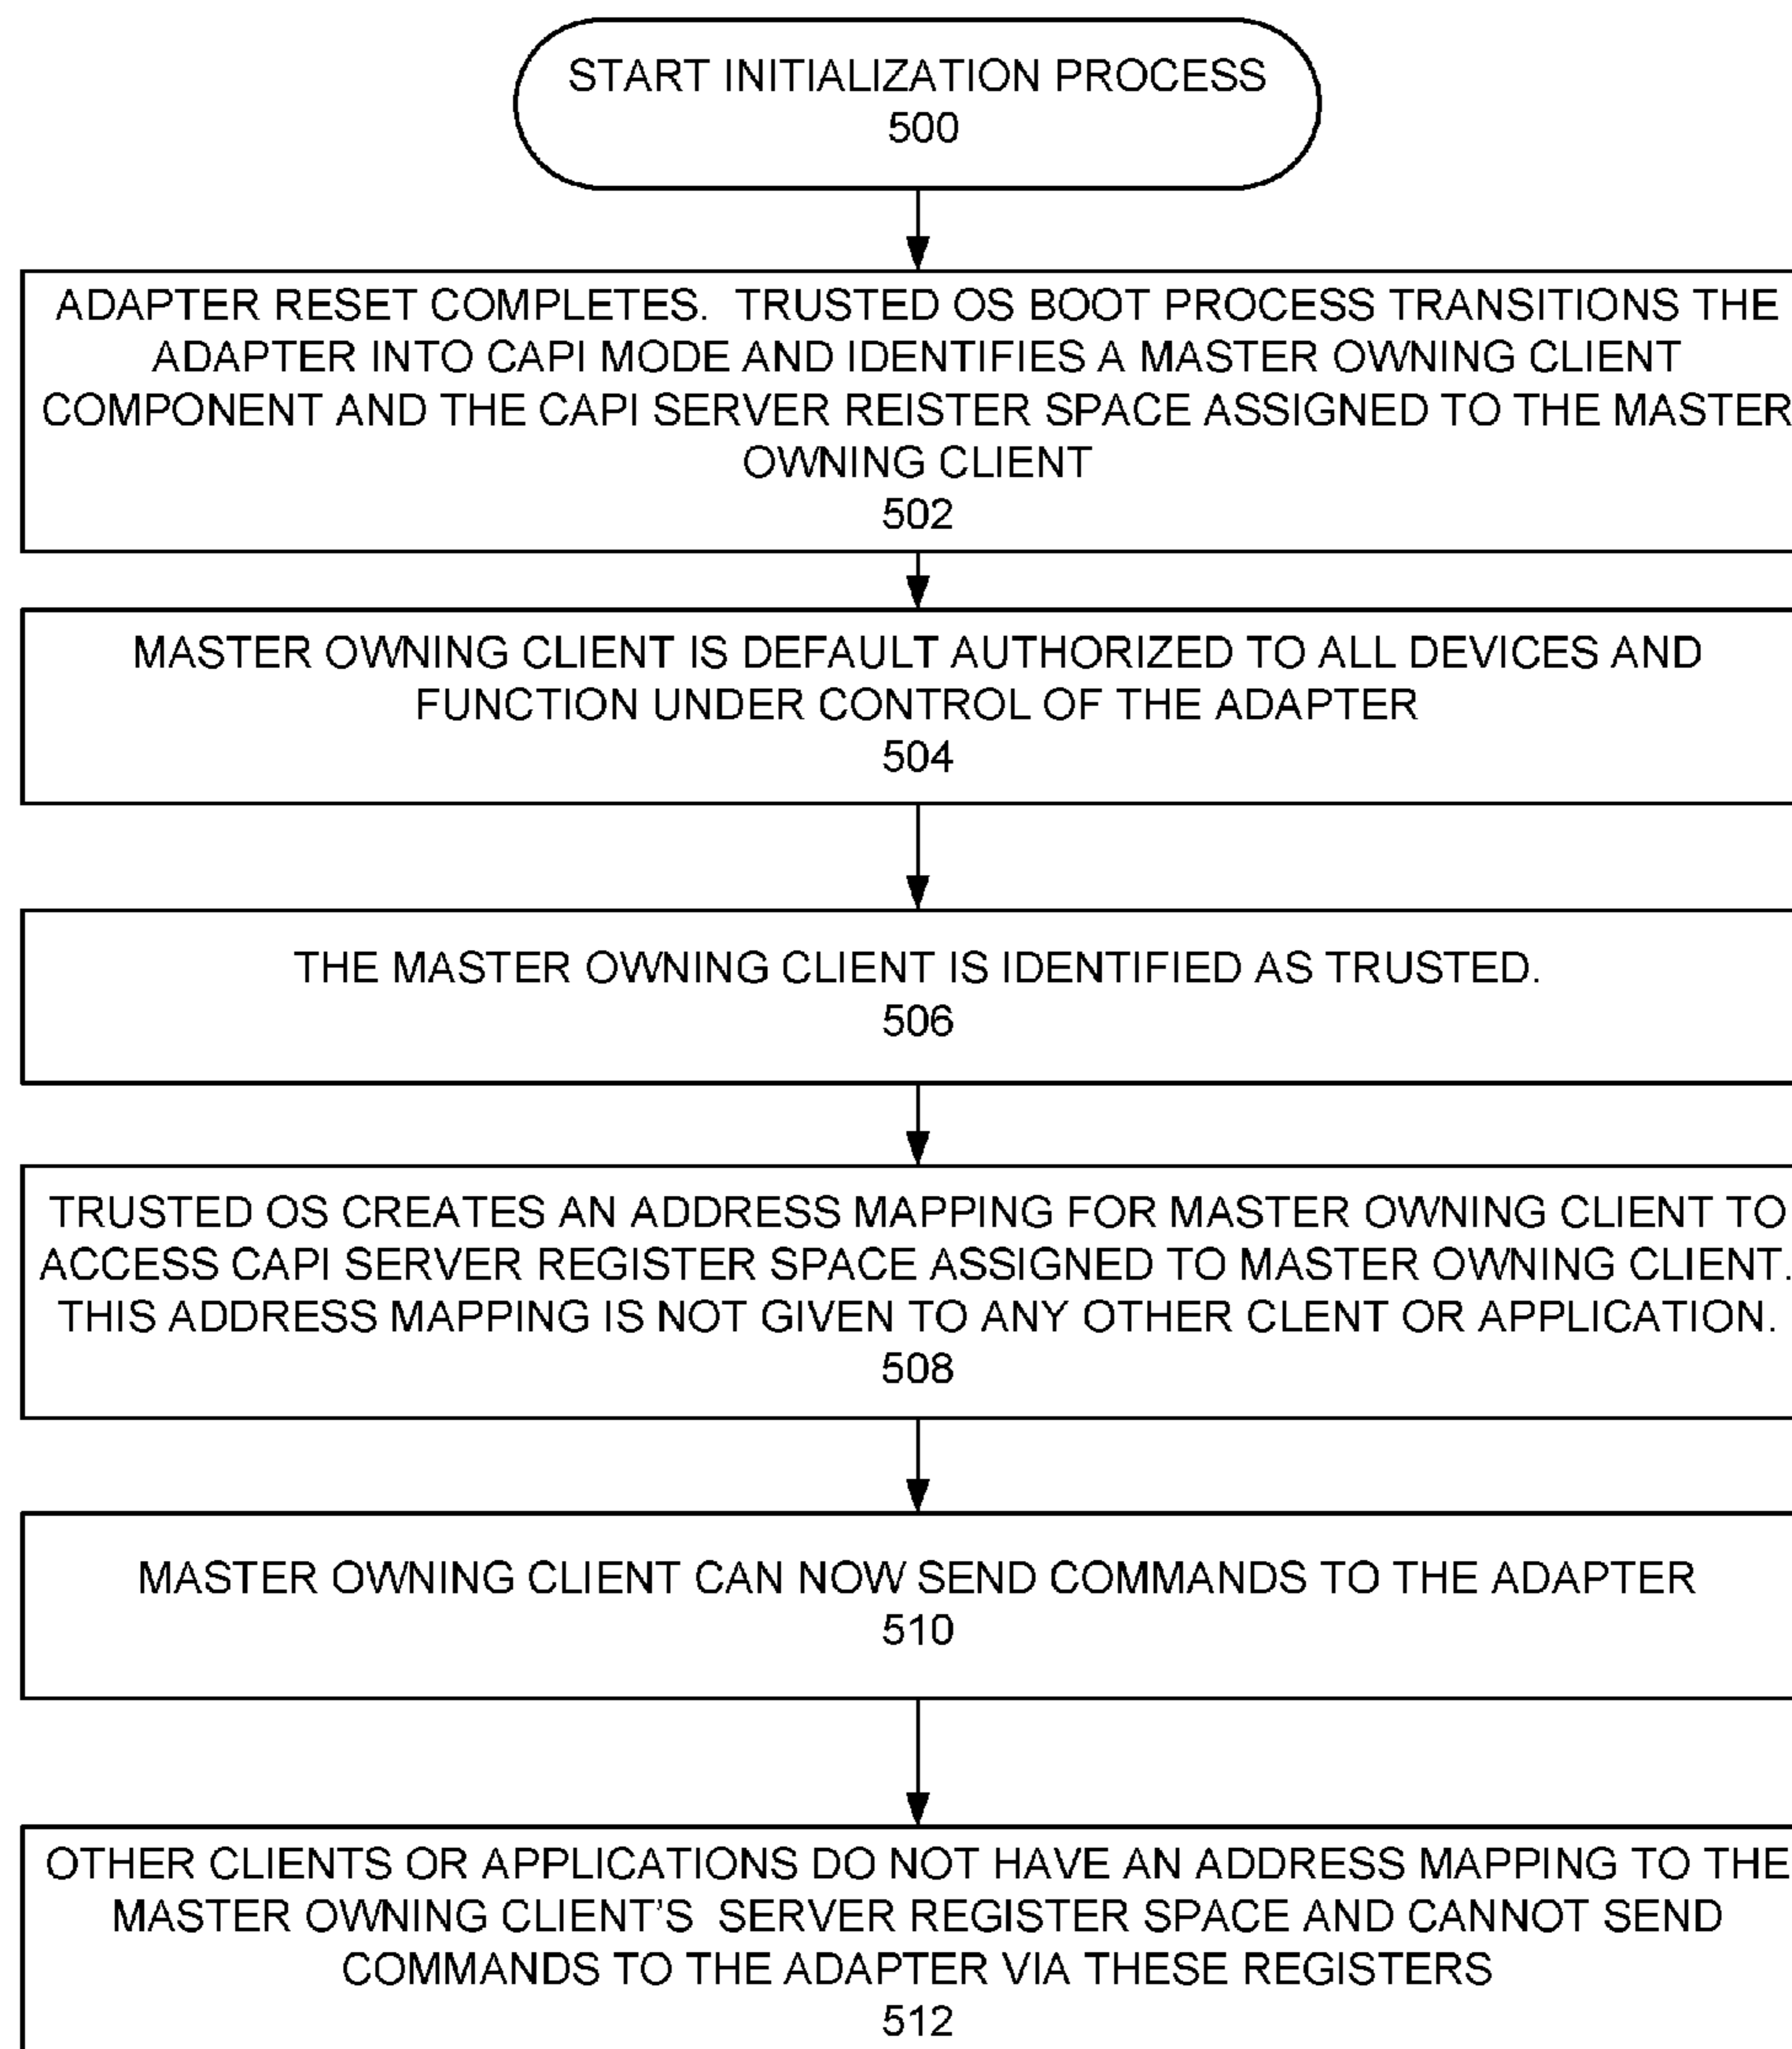 START INITIALIZATION PROCESS
500
ADAPTER RESET COMPLETES. TRUSTED OS BOOT PROCESS TRANSITIONS THE
ADAPTER INTO CAPI MODE AND IDENTIFIES A MASTER OWNING CLIENT
COMPONENT AND THE CAPI SERVER REISTER SPACE ASSIGNED TO THE MASTER
OWNING CLIENT
502
MASTER OWNING CLIENT IS DEFAULT AUTHORIZED TO ALL DEVICES AND
FUNCTION UNDER CONTROL OF THE ADAPTER
504
THE MASTER OWNING CLIENT IS IDENTIFIED AS TRUSTED.
506
TRUSTED OS CREATES AN ADDRESS MAPPING FOR MASTER OWNING CLIENT TO
ACCESS CAPI SERVER REGISTER SPACE ASSIGNED TO MASTER OWNING CLIENT.
THIS ADDRESS MAPPING IS NOT GIVEN TO ANY OTHER CLENT OR APPLICATION.
508
MASTER OWNING CLIENT CAN NOW SEND COMMANDS TO THE ADAPTER
510
OTHER CLIENTS OR APPLICATIONS DO NOT HAVE AN ADDRESS MAPPING TO THE
MASTER OWNING CLIENT'S SERVER REGISTER SPACE AND CANNOT SEND
COMMANDS TO THE ADAPTER VIA THESE REGISTERS
512